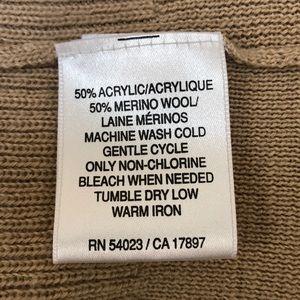 50% ACRYLIC/ACRYLIQUE
50% MERINO WOOL/
LAINE MÉRINOS
MACHINE WASH COLD
GENTLE CYCLE
ONLY NON-CHLORINE
BLEACH WHEN NEEDED
TUMBLE DRY LOW
WARM IRON
RN 54023 / CA 17897